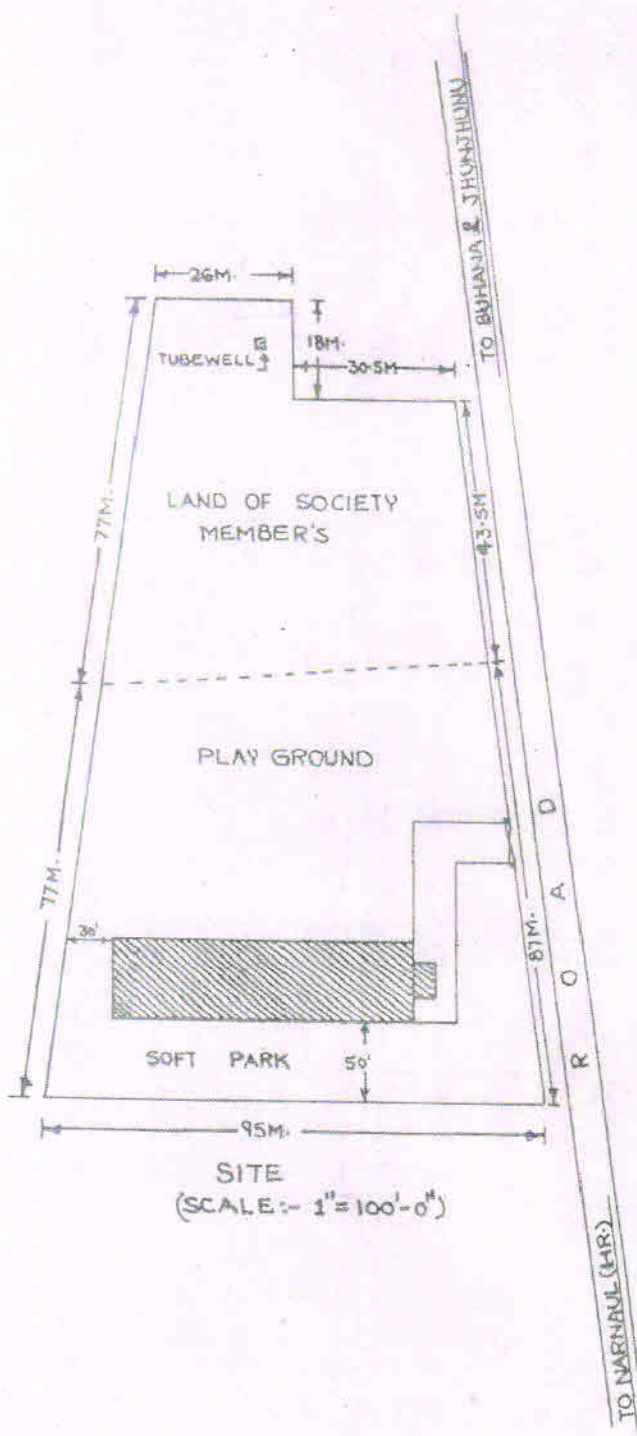 TO BUHANA & JHUNJHUNU
26M.
18M.
TUBEWELL
30.5M
77M.
LAND OF SOCIETY
MEMBER'S
43.5M
PLAY GROUND
ROAD
77M.
87M.
30'
SOFT PARK
50'
95M.
SITE
(SCALE:- 1"=100'-0")
TO NARNAUL (HR.)